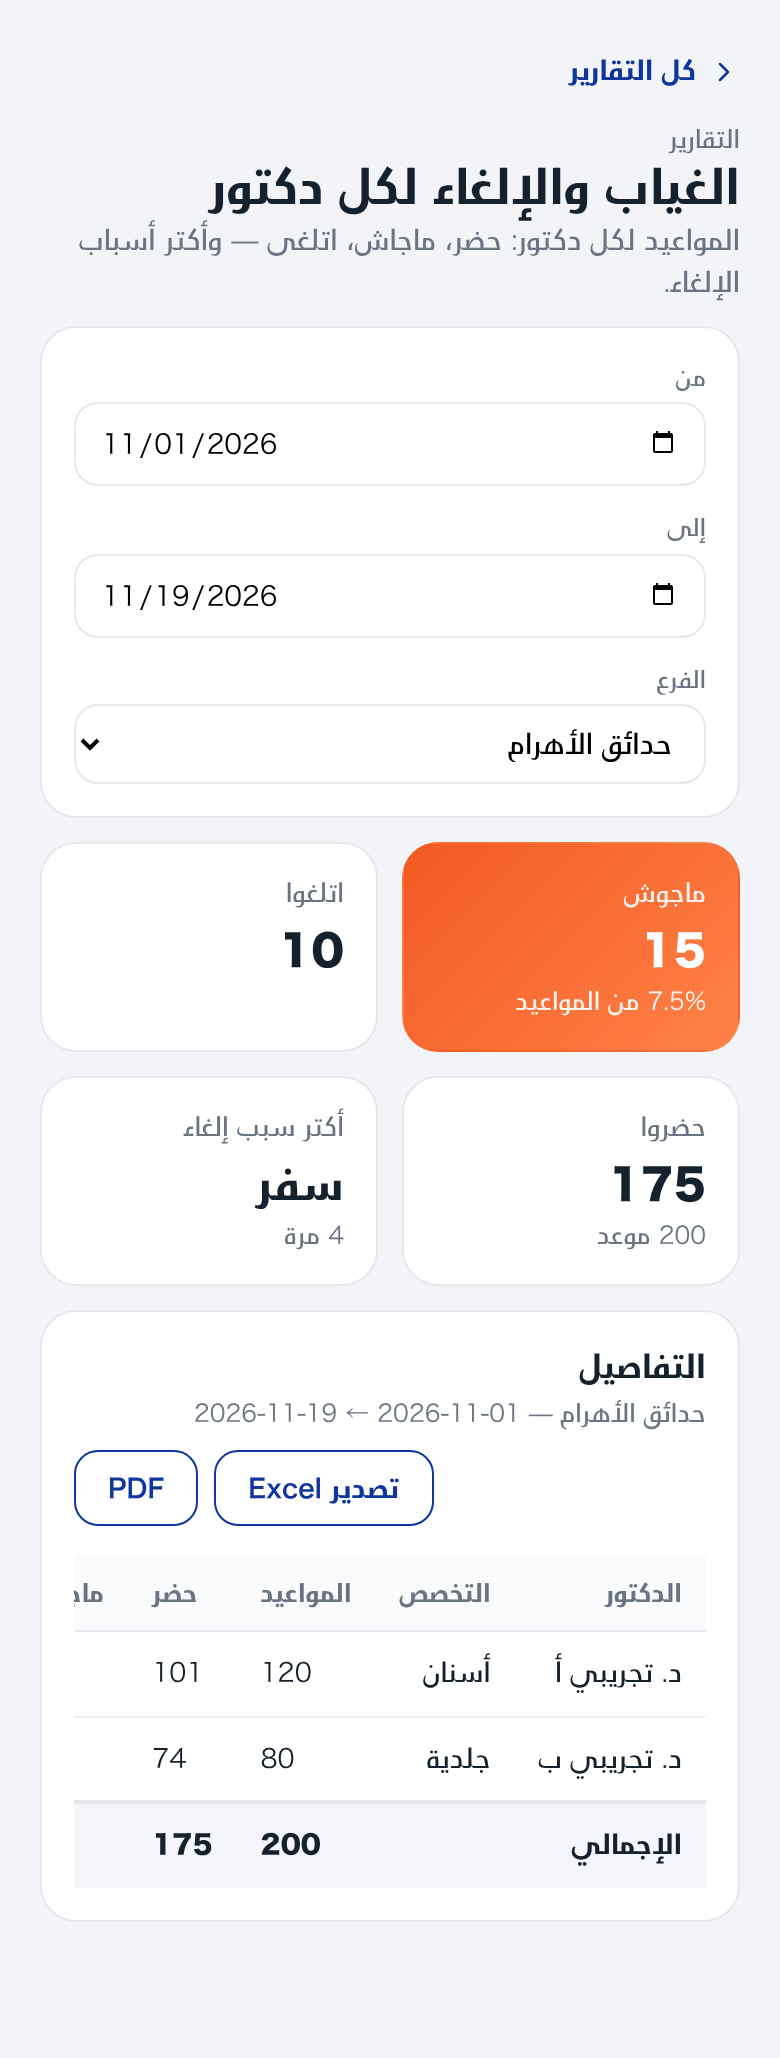 كل التقارير
التقارير
الغياب والإلغاء لكل دكتور
المواعيد لكل دكتور: حضر، ماجاش، اتلغى — وأكتر أسباب
الإلغاء.
من
11/01/2026
إلى
11/19/2026
الفرع
حدائق الأهرام
ماجوش
15
7.5% من المواعيد
اتلغوا
10
حضروا
175
200 موعد
أكتر سبب إلغاء
سفر
4 مرة
التفاصيل
حدائق الأهرام — 2026-11-01 ← 2026-11-19
تصدير Excel PDF
الدكتور التخصص المواعيد حضر
د. تجريبي أ أسنان 120 101
د. تجريبي ب جلدية 80 74
الإجمالي 200 175